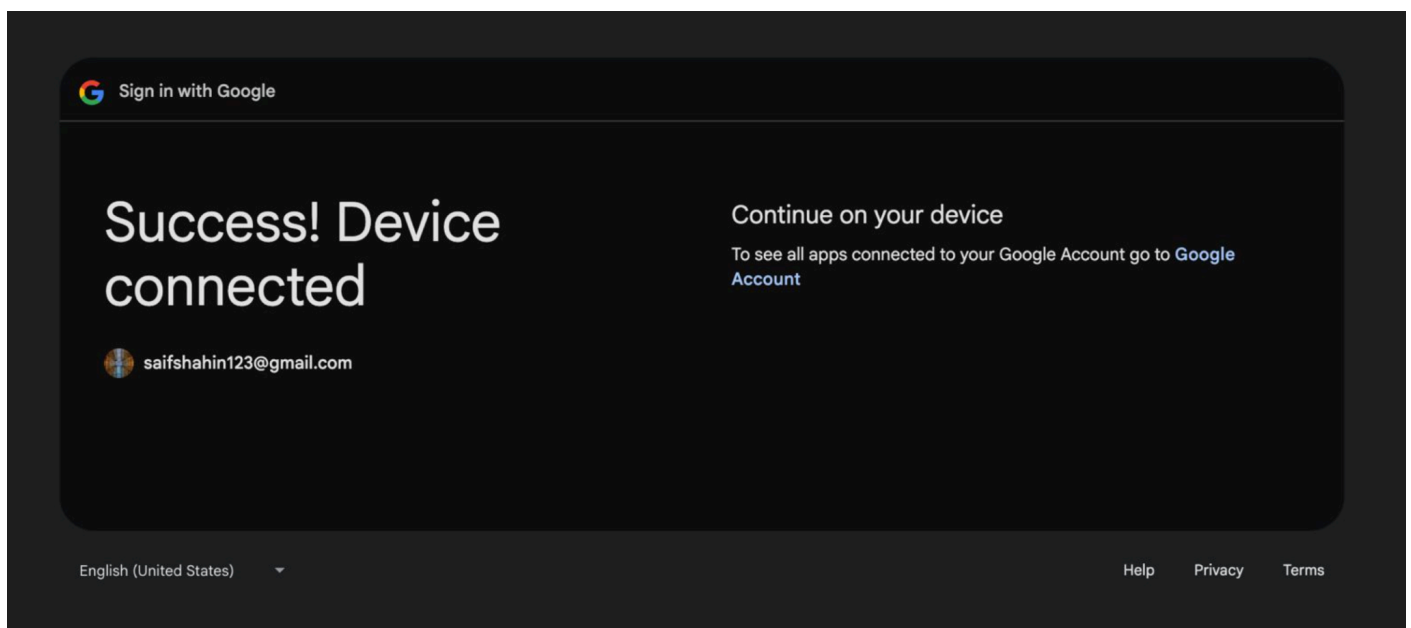 Sign in with Google
Success! Device
connected
saifshahin123@gmail.com
Continue on your device
To see all apps connected to your Google Account go to Google
Account
English (United States)
Help Privacy Terms